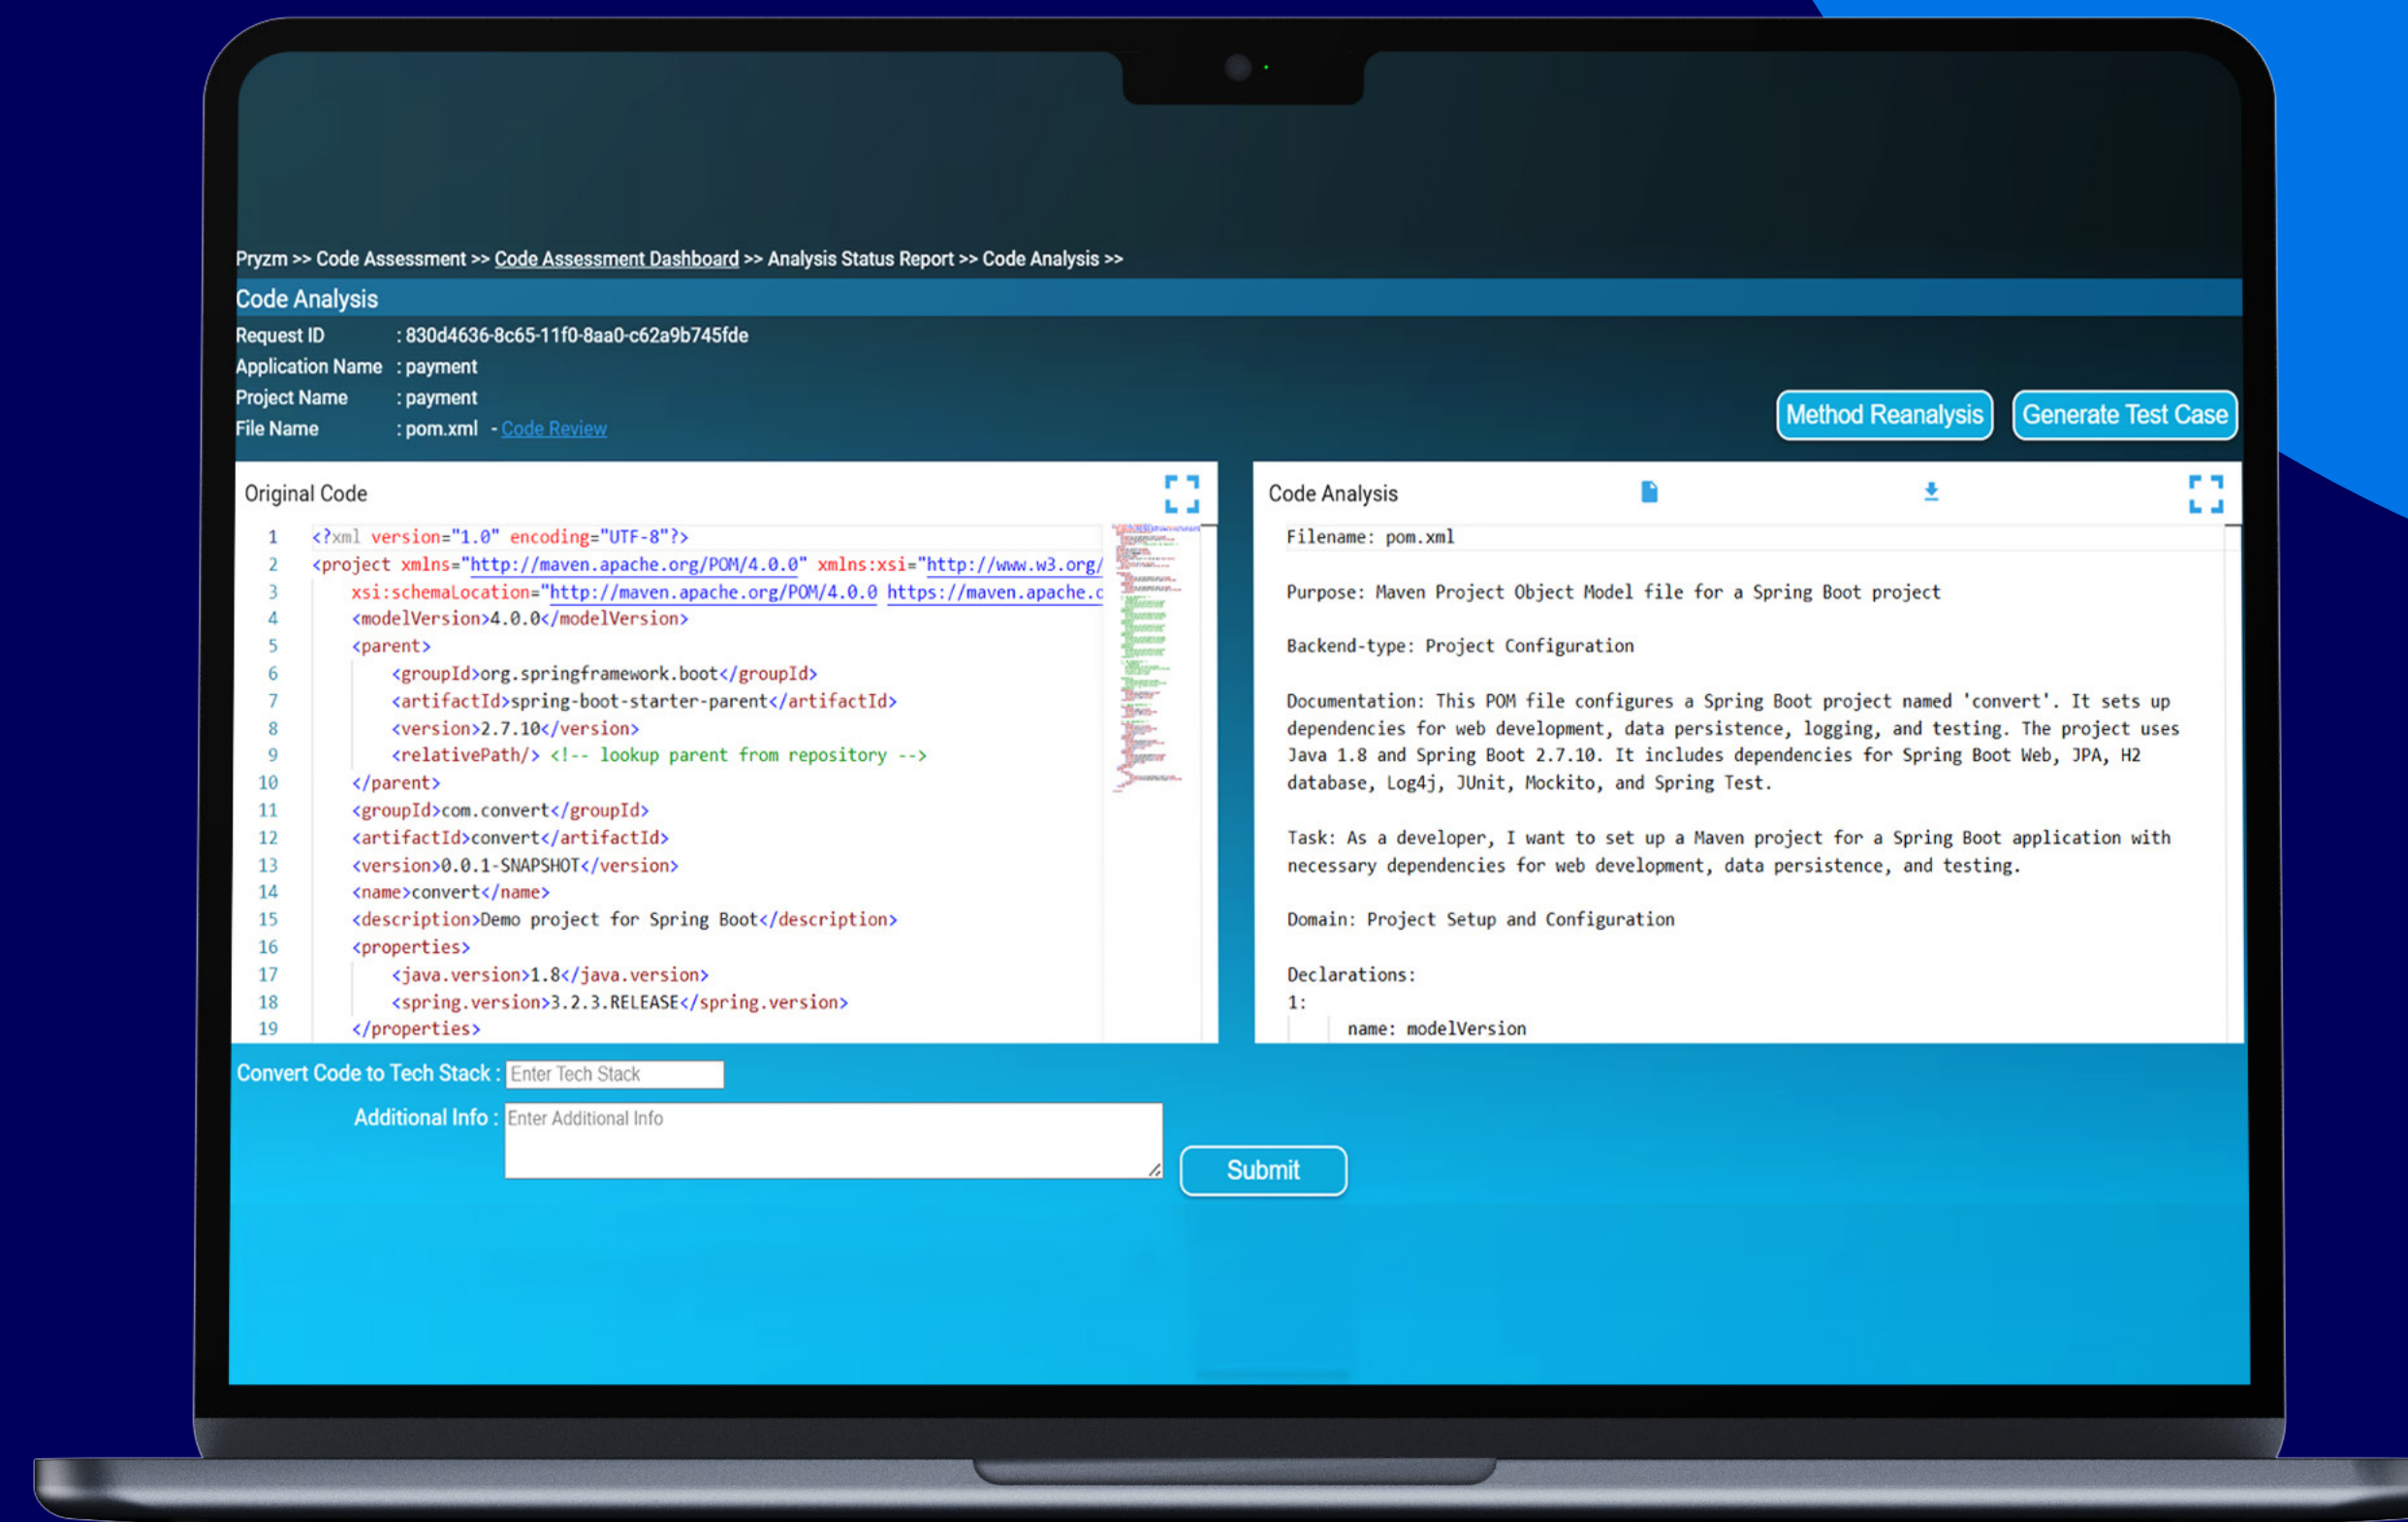 Pryzm >> Code Assessment >> Code Assessment Dashboard >> Analysis Status Report >> Code Analysis >>
Code Analysis
Request ID : 830d4636-8c65-11f0-8aa0-c62a9b745fde
Application Name : payment
Project Name : payment
File Name : pom.xml - Code Review
Method Reanalysis
Generate Test Case
Original Code
1 <?xml version="1.0" encoding="UTF-8"?>
2 <project xmlns="http://maven.apache.org/POM/4.0.0" xmlns:xsi="http://www.w3.org/
3 xsi:schemaLocation="http://maven.apache.org/POM/4.0.0 https://maven.apache.o
4 <modelVersion>4.0.0</modelVersion>
5 <parent>
6 <groupId>org.springframework.boot</groupId>
7 <artifactId>spring-boot-starter-parent</artifactId>
8 <version>2.7.10</version>
9 <relativePath/> <!-- lookup parent from repository -->
10 </parent>
11 <groupId>com.convert</groupId>
12 <artifactId>convert</artifactId>
13 <version>0.0.1-SNAPSHOT</version>
14 <name>convert</name>
15 <description>Demo project for Spring Boot</description>
16 <properties>
17 <java.version>1.8</java.version>
18 <spring.version>3.2.3.RELEASE</spring.version>
19 </properties>
Code Analysis
Filename: pom.xml
Purpose: Maven Project Object Model file for a Spring Boot project
Backend-type: Project Configuration
Documentation: This POM file configures a Spring Boot project named 'convert'. It sets up
dependencies for web development, data persistence, logging, and testing. The project uses
Java 1.8 and Spring Boot 2.7.10. It includes dependencies for Spring Boot Web, JPA, H2
database, Log4j, JUnit, Mockito, and Spring Test.
Task: As a developer, I want to set up a Maven project for a Spring Boot application with
necessary dependencies for web development, data persistence, and testing.
Domain: Project Setup and Configuration
Declarations:
1:
name: modelVersion
Convert Code to Tech Stack : Enter Tech Stack
Additional Info : Enter Additional Info
Submit